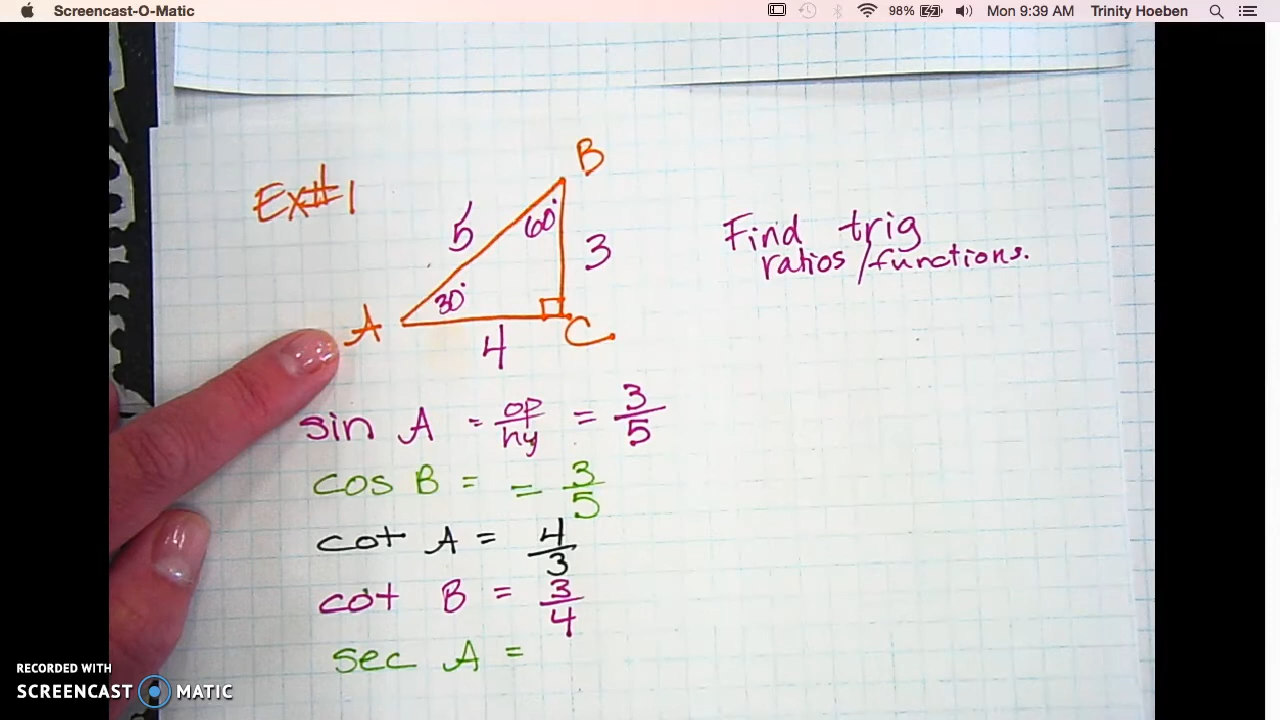 Screencast-O-Matic 98% Mon 9:39 AM Trinity Hoeben
Ex#1
B
5
60°
3
30°
A
C
4
Find trig
ratios/functions.
sin A = op/hy = 3/5
cos B = = 3/5
cot A = 4/3
cot B = 3/4
sec A =
RECORDED WITH
SCREENCAST MATIC